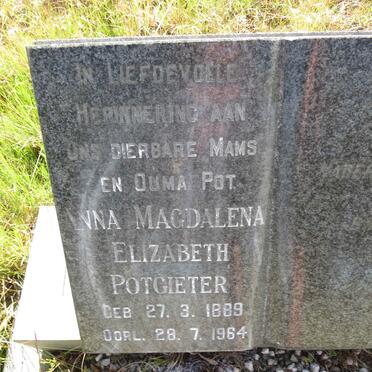 IN LIEFDEVOLLE
HERINNERING AAN
ONS DIERBARE MAMS
EN OUMA POT
ANNA MAGDALENA
ELIZABETH
POTGIETER
GEB. 27. 3. 1889
OORL. 28. 7. 1964